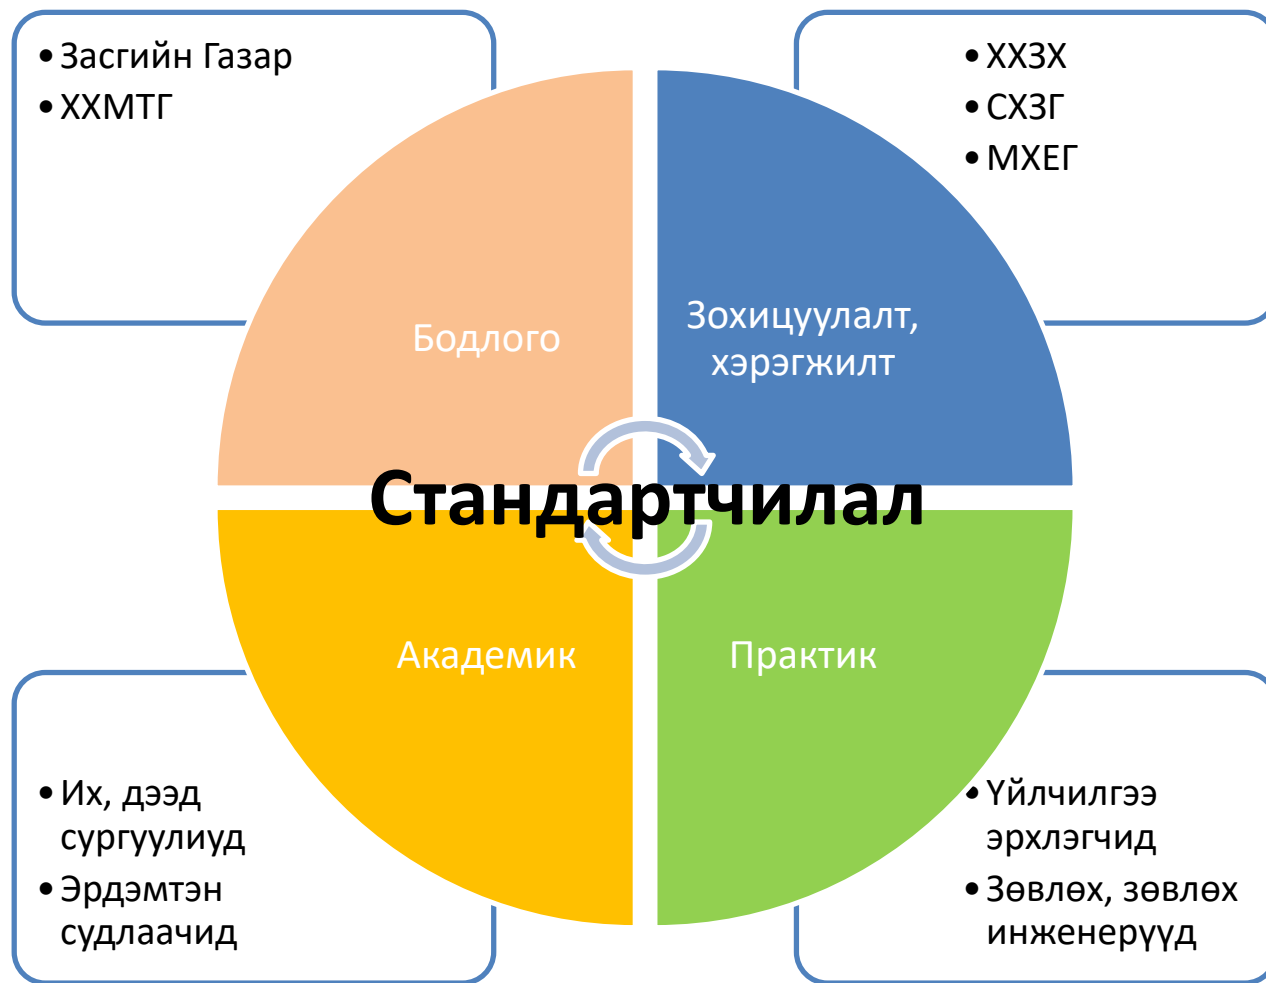 • Засгийн Газар
• ХХМТГ
• ХХЗХ
• СХЗГ
• МХЕГ
Бодлого
Зохицуулалт,
хэрэгжилт
Стандартчилал
Академик
Практик
• Их, дээд
сургуулиуд
• Эрдэмтэн
судлаачид
• Үйлчилгээ
эрхлэгчид
• Зөвлөх, зөвлөх
инженерүүд